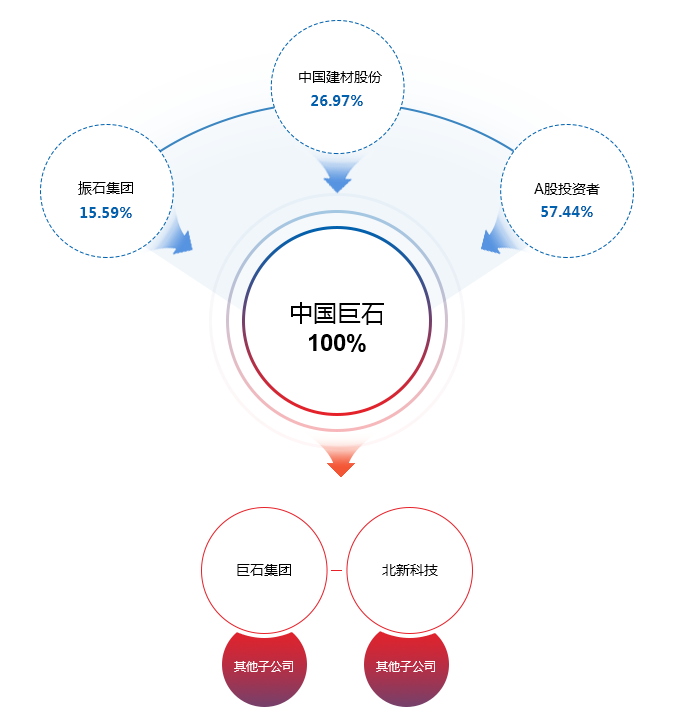 中国建材股份
26.97%
振石集团
15.59%
A股投资者
57.44%
中国巨石
100%
巨石集团
北新科技
其他子公司
其他子公司